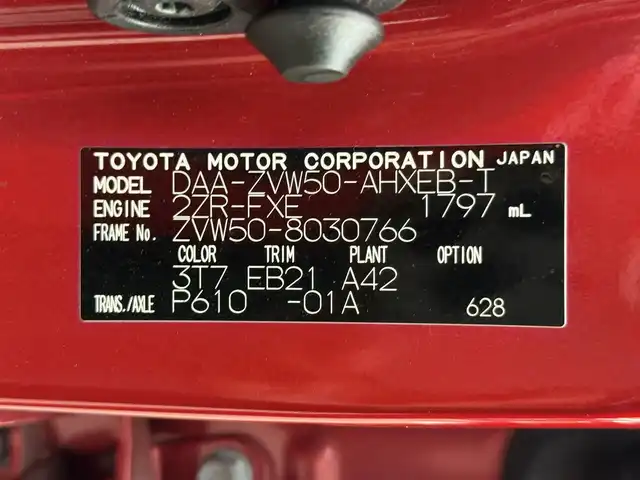 TOYOTA MOTOR CORPORATION JAPAN
MODEL DAA-ZVW50-AHXEB-T
ENGINE 2ZR-FXE 1797 mL
FRAME No. ZVW50-8030766
COLOR TRIM PLANT OPTION
3T7 EB21 A42
TRANS./AXLE P610 -01A 628